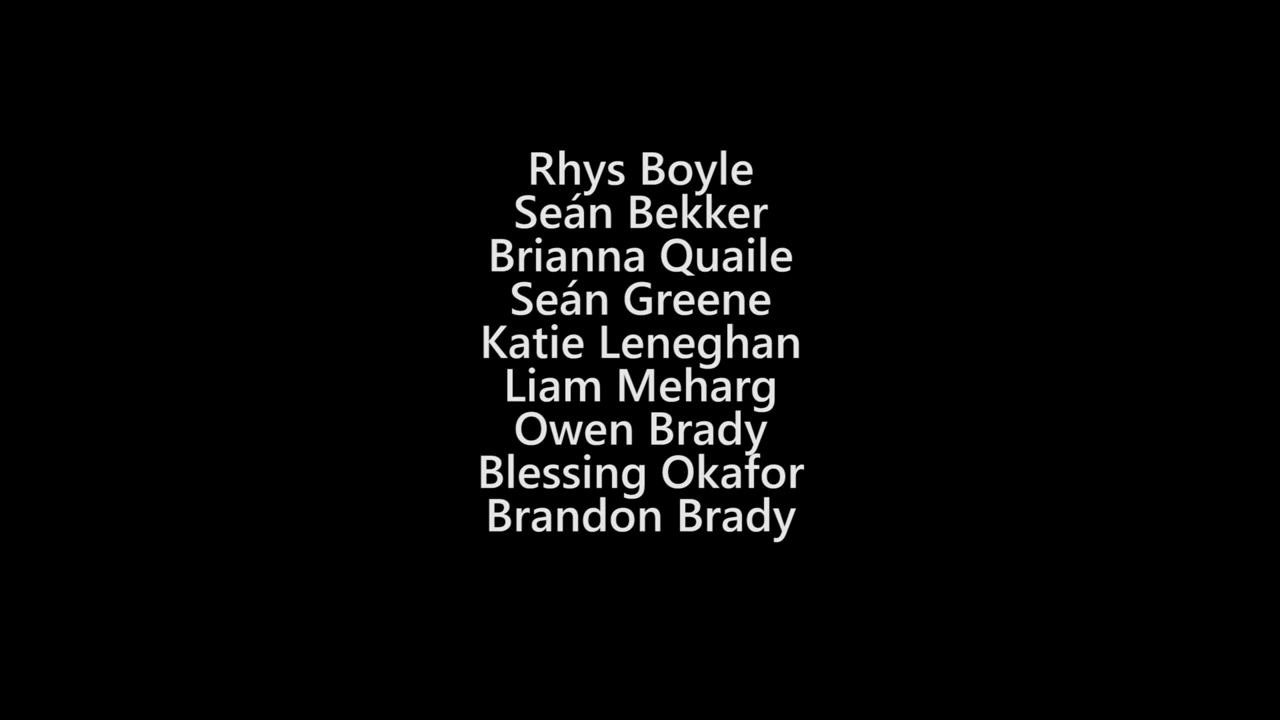 Rhys Boyle
Seán Bekker
Brianna Quaile
Seán Greene
Katie Leneghan
Liam Meharg
Owen Brady
Blessing Okafor
Brandon Brady